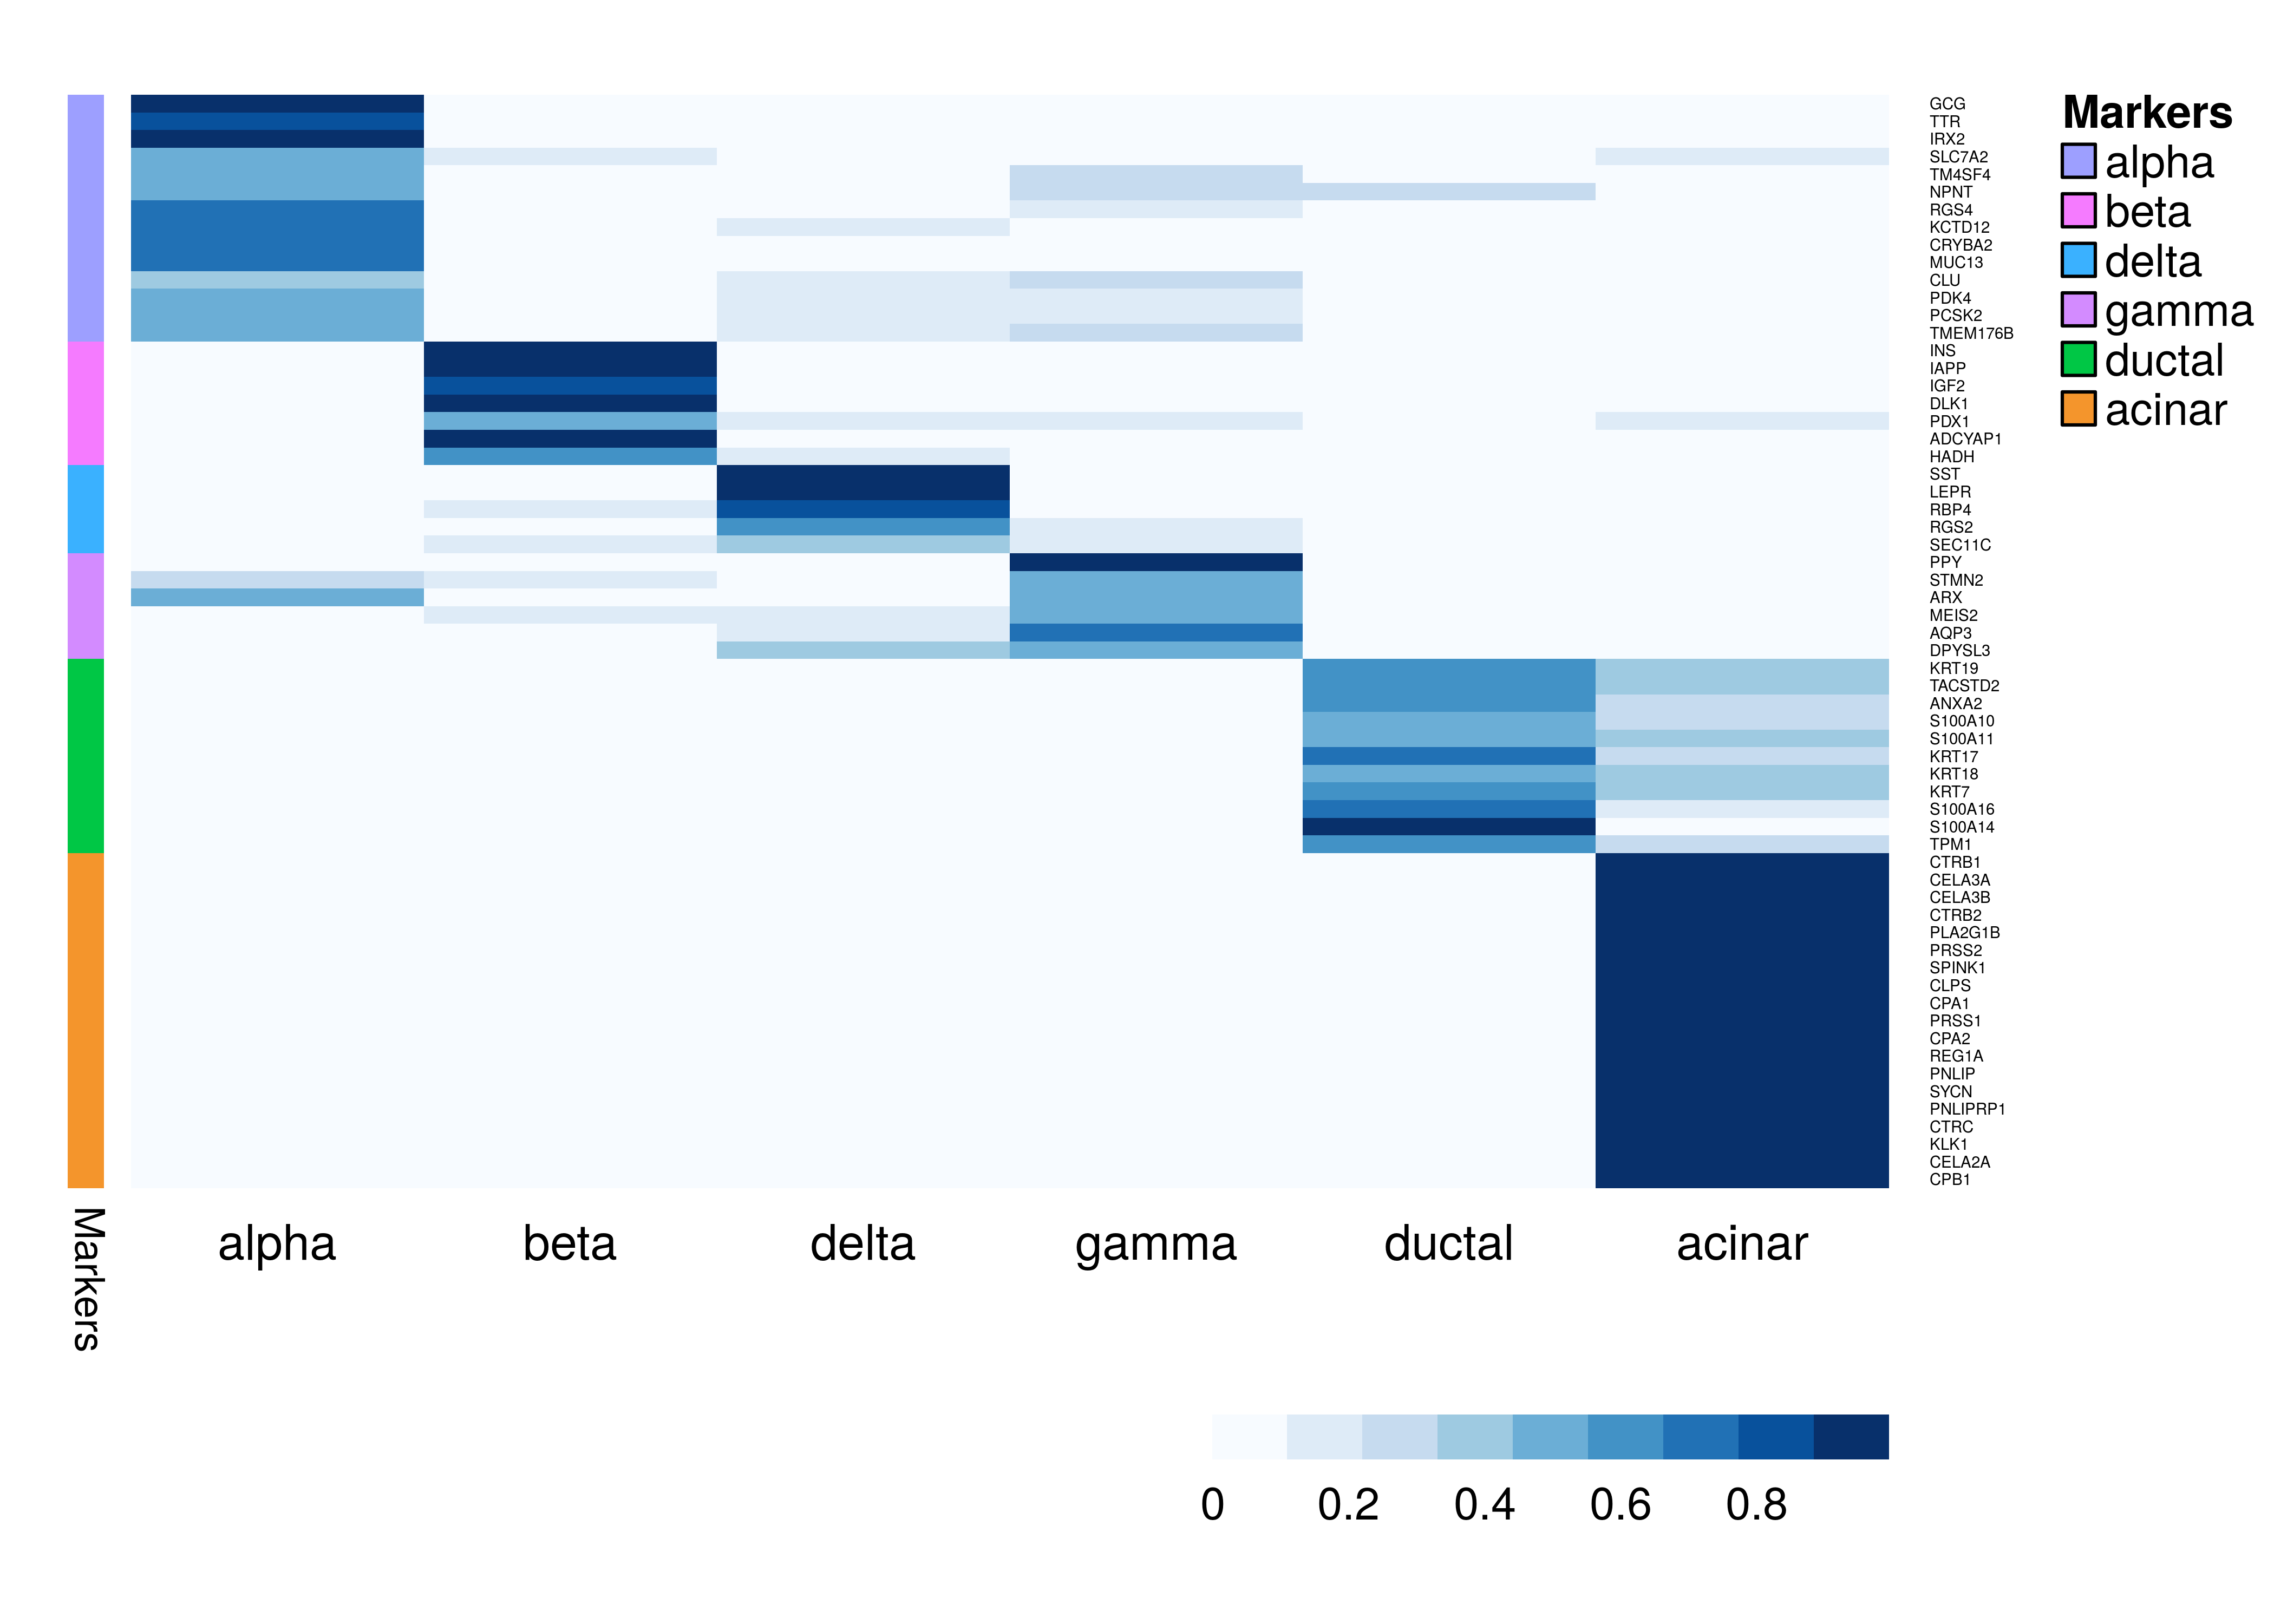 GCG
TTR
IRX2
SLC7A2
TM4SF4
NPNT
RGS4
KCTD12
CRYBA2
MUC13
CLU
PDK4
PCSK2
TMEM176B
INS
IAPP
IGF2
DLK1
PDX1
ADCYAP1
HADH
SST
LEPR
RBP4
RGS2
SEC11C
PPY
STMN2
ARX
MEIS2
AQP3
DPYSL3
KRT19
TACSTD2
ANXA2
S100A10
S100A11
KRT17
KRT18
KRT7
S100A16
S100A14
TPM1
CTRB1
CELA3A
CELA3B
CTRB2
PLA2G1B
PRSS2
SPINK1
CLPS
CPA1
PRSS1
CPA2
REG1A
PNLIP
SYCN
PNLIPRP1
CTRC
KLK1
CELA2A
CPB1
Markers
alpha
beta
delta
gamma
ductal
acinar
Markers
alpha beta delta gamma ductal acinar
0 0.2 0.4 0.6 0.8